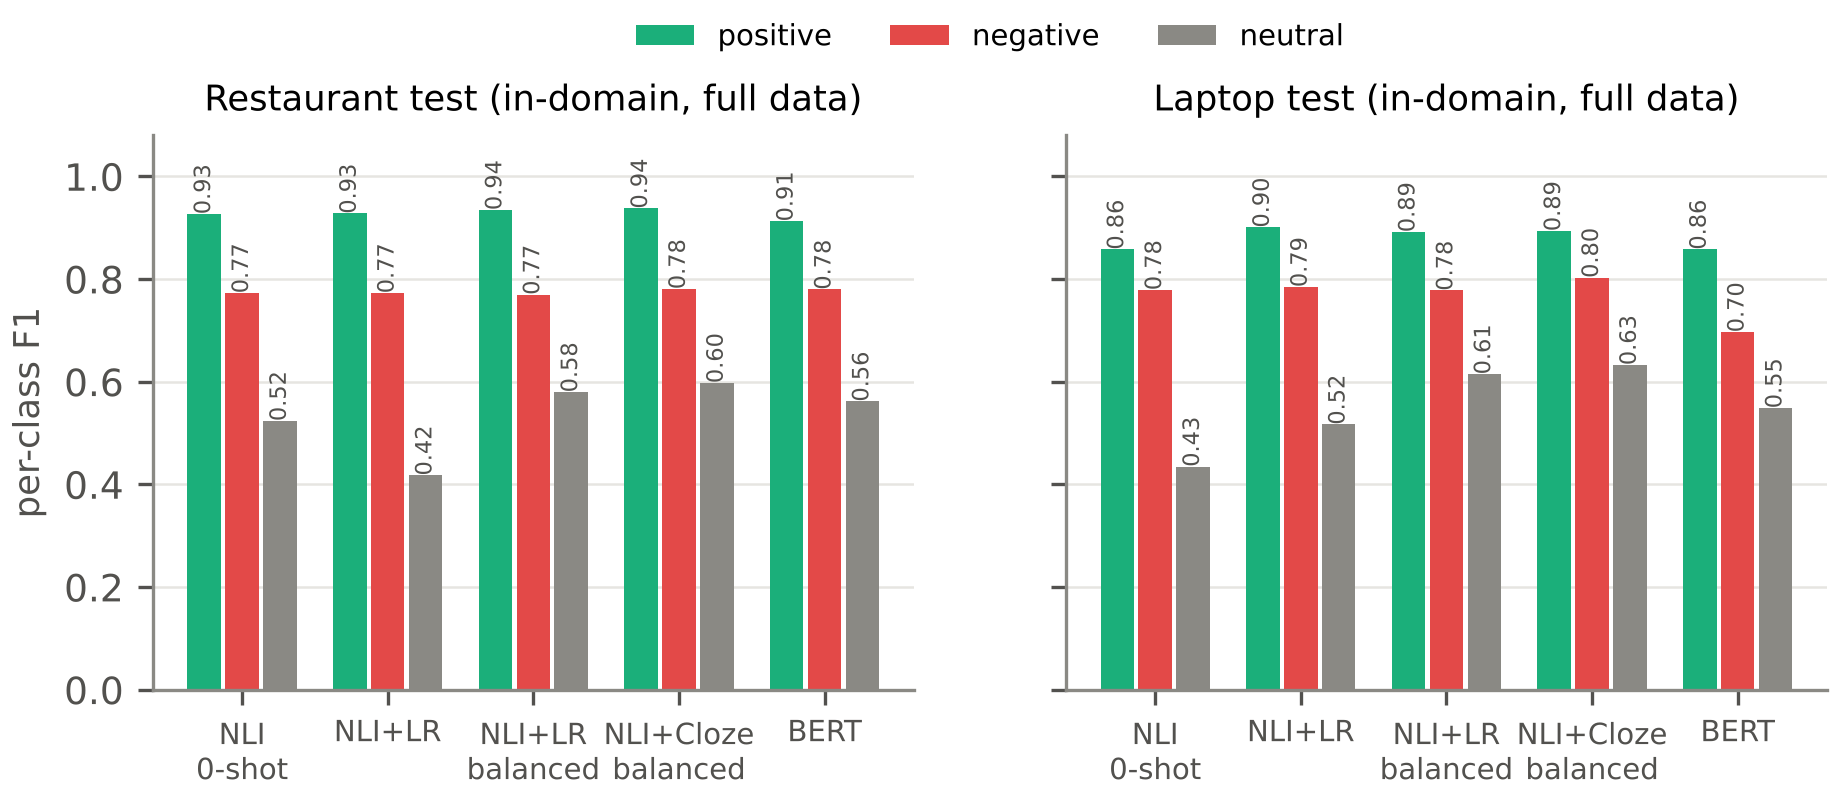 positive negative neutral
Restaurant test (in-domain, full data)
Laptop test (in-domain, full data)
per-class F1
1.0
0.8
0.6
0.4
0.2
0.0
0.93 0.77 0.52 0.93 0.77 0.42 0.94 0.77 0.58 0.94 0.78 0.60 0.91 0.78 0.56
NLI NLI+LR NLI+LR NLI+Cloze BERT
0-shot balanced balanced
0.86 0.78 0.43 0.90 0.79 0.52 0.89 0.78 0.61 0.89 0.80 0.63 0.86 0.70 0.55
NLI NLI+LR NLI+LR NLI+Cloze BERT
0-shot balanced balanced